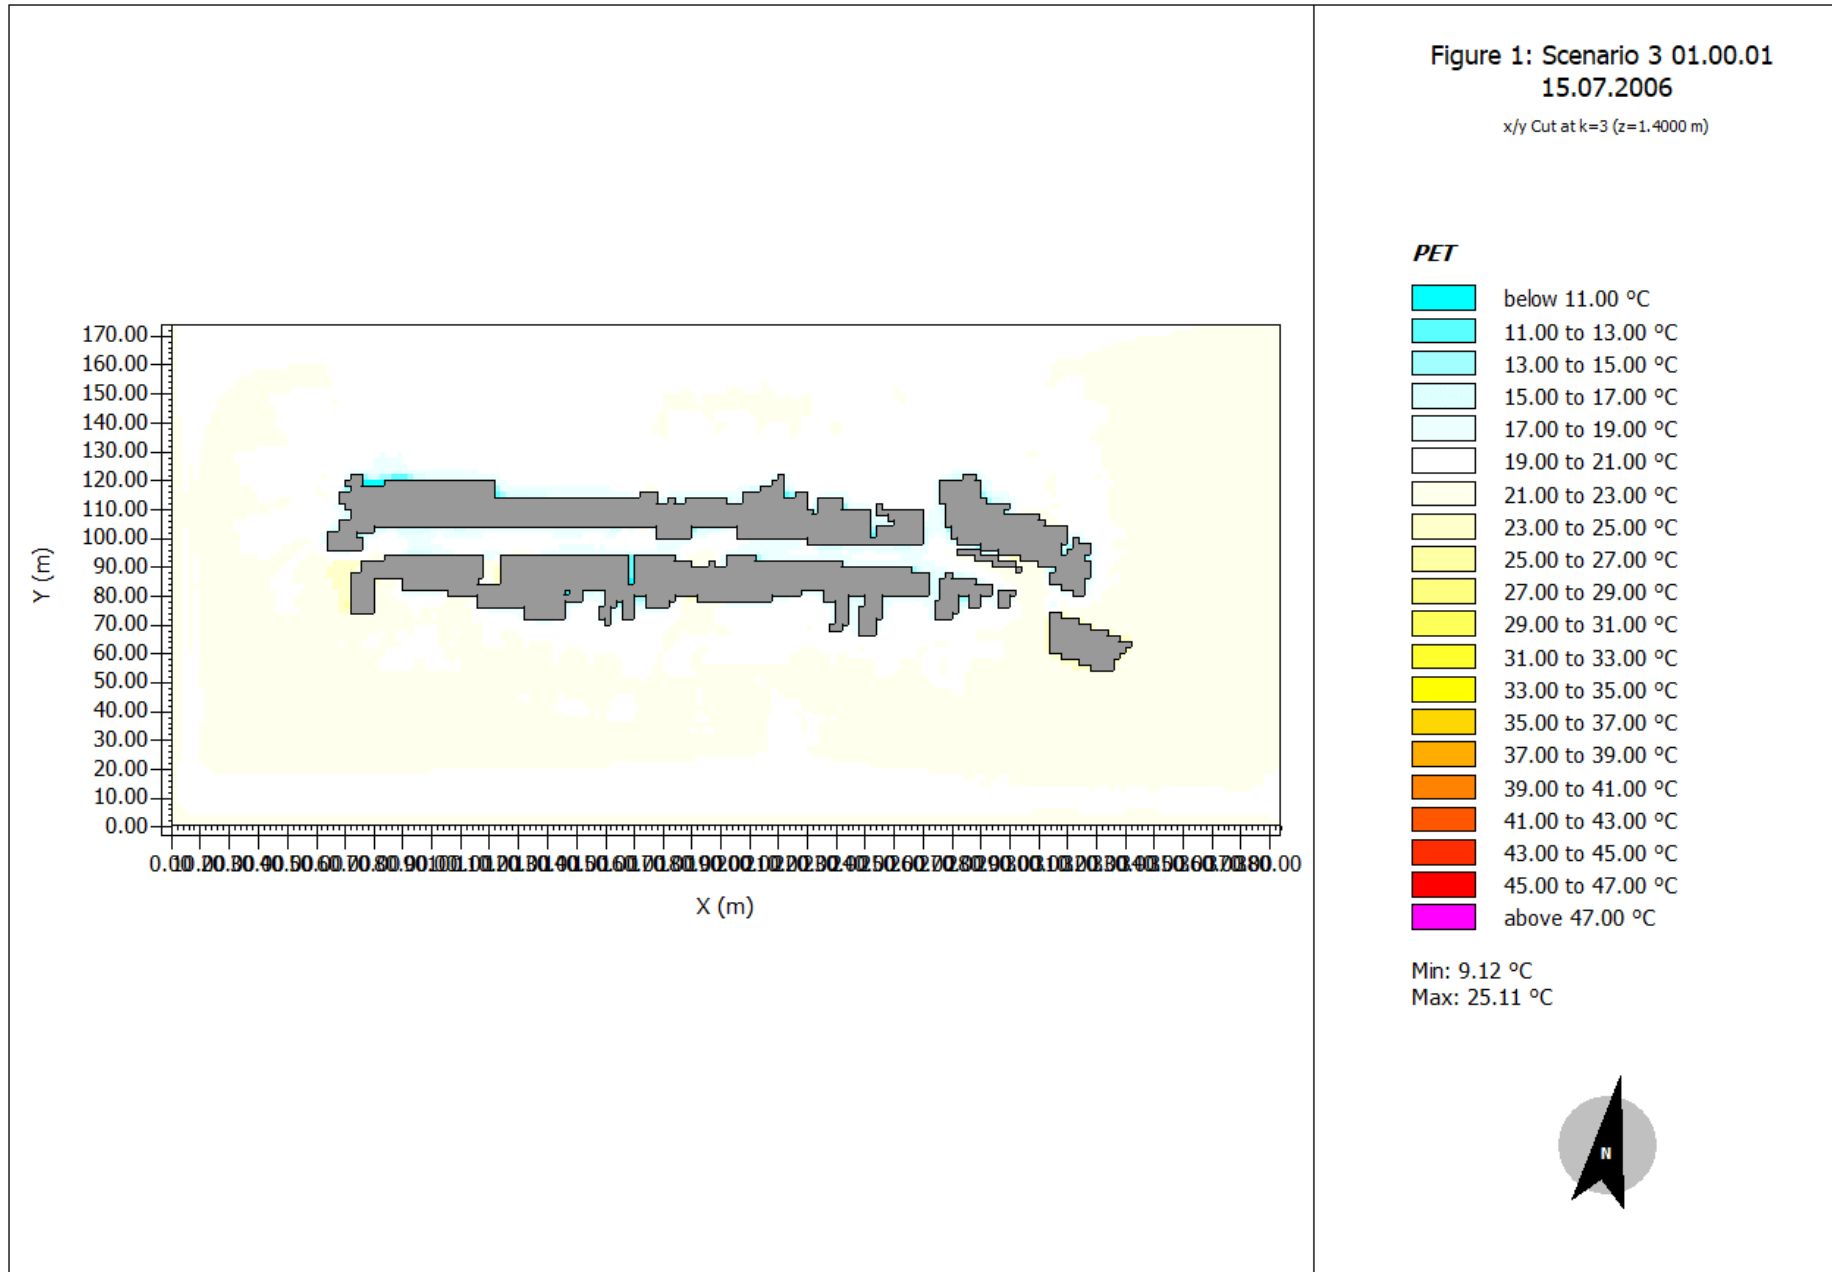 Figure 1: Scenario 3 01.00.01
15.07.2006
x/y Cut at k=3 (z=1.4000 m)
PET
below 11.00 °C
11.00 to 13.00 °C
13.00 to 15.00 °C
15.00 to 17.00 °C
17.00 to 19.00 °C
19.00 to 21.00 °C
21.00 to 23.00 °C
23.00 to 25.00 °C
25.00 to 27.00 °C
27.00 to 29.00 °C
29.00 to 31.00 °C
31.00 to 33.00 °C
33.00 to 35.00 °C
35.00 to 37.00 °C
37.00 to 39.00 °C
39.00 to 41.00 °C
41.00 to 43.00 °C
43.00 to 45.00 °C
45.00 to 47.00 °C
above 47.00 °C
Min: 9.12 °C
Max: 25.11 °C
N
170.00
160.00
150.00
140.00
130.00
120.00
110.00
100.00
90.00
80.00
70.00
60.00
50.00
40.00
30.00
20.00
10.00
0.00
Y (m)
X (m)